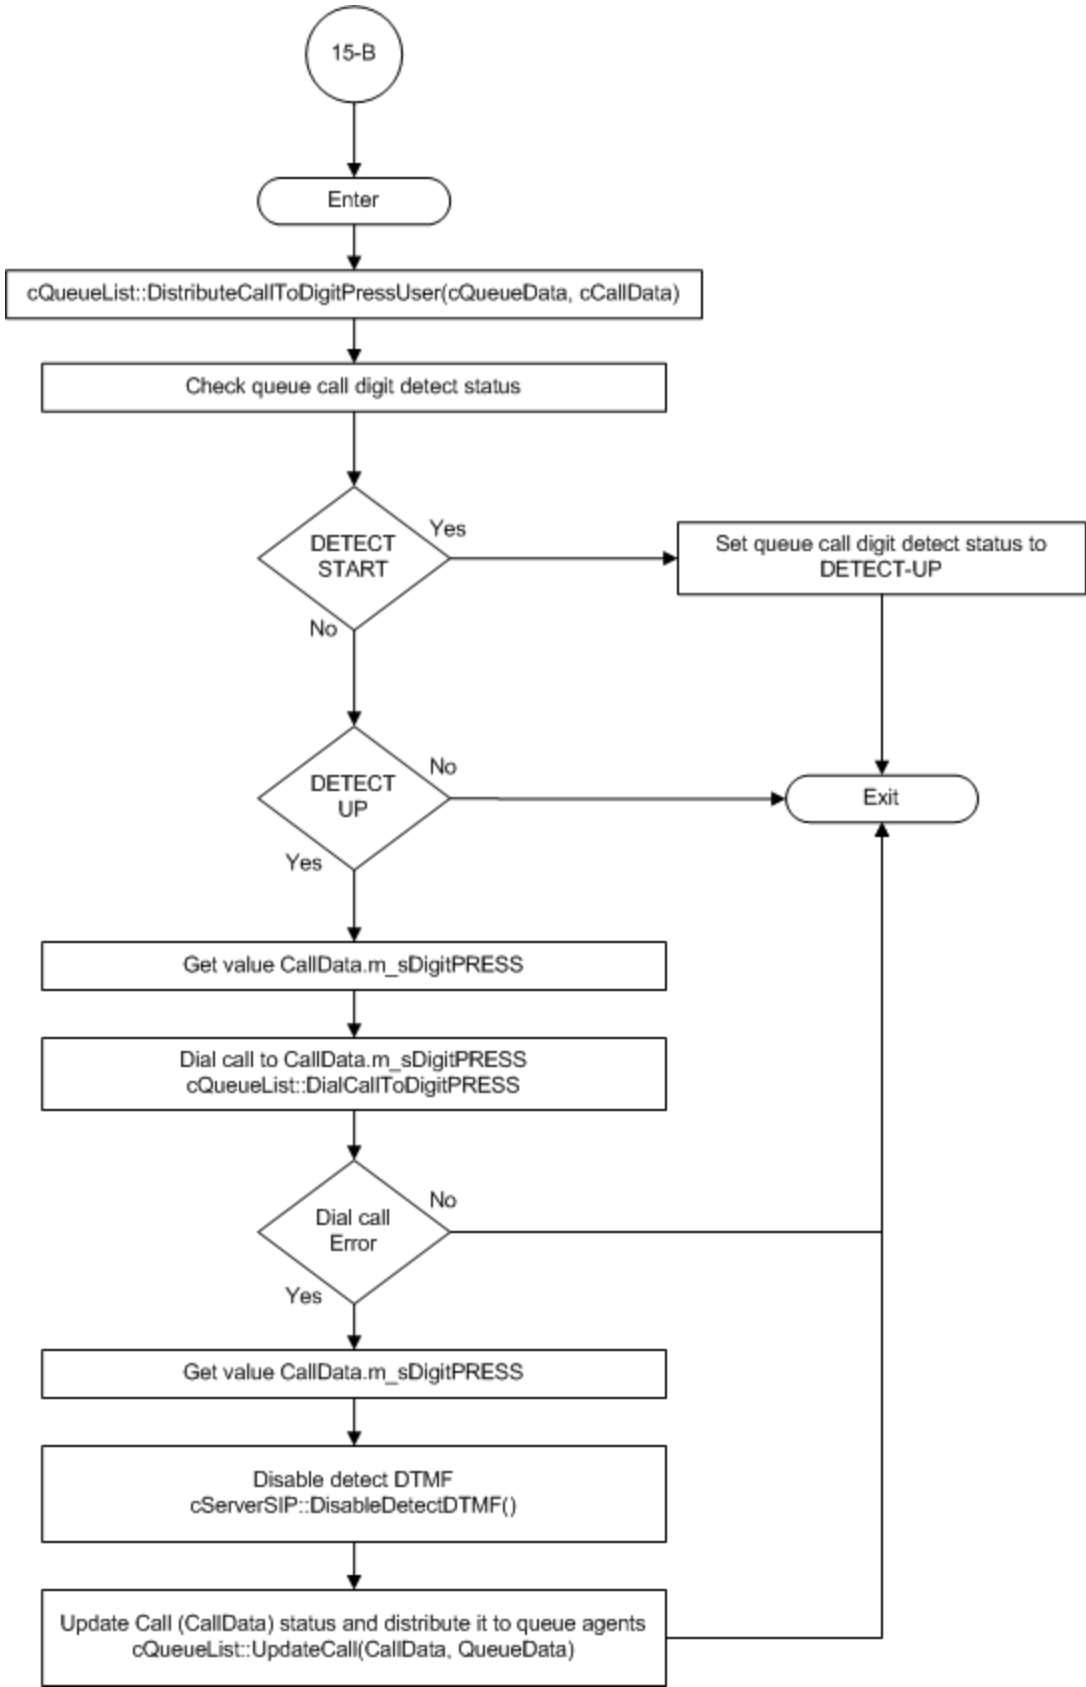 15-B
Enter
cQueueList::DistributeCallToDigitPressUser(cQueueData, cCallData)
Check queue call digit detect status
DETECT
START
Yes
No
Set queue call digit detect status to
DETECT-UP
DETECT
UP
No
Yes
Exit
Get value CallData.m_sDigitPRESS
Dial call to CallData.m_sDigitPRESS
cQueueList::DialCallToDigitPRESS
Dial call
Error
No
Yes
Get value CallData.m_sDigitPRESS
Disable detect DTMF
cServerSIP::DisableDetectDTMF()
Update Call (CallData) status and distribute it to queue agents
cQueueList::UpdateCall(CallData, QueueData)